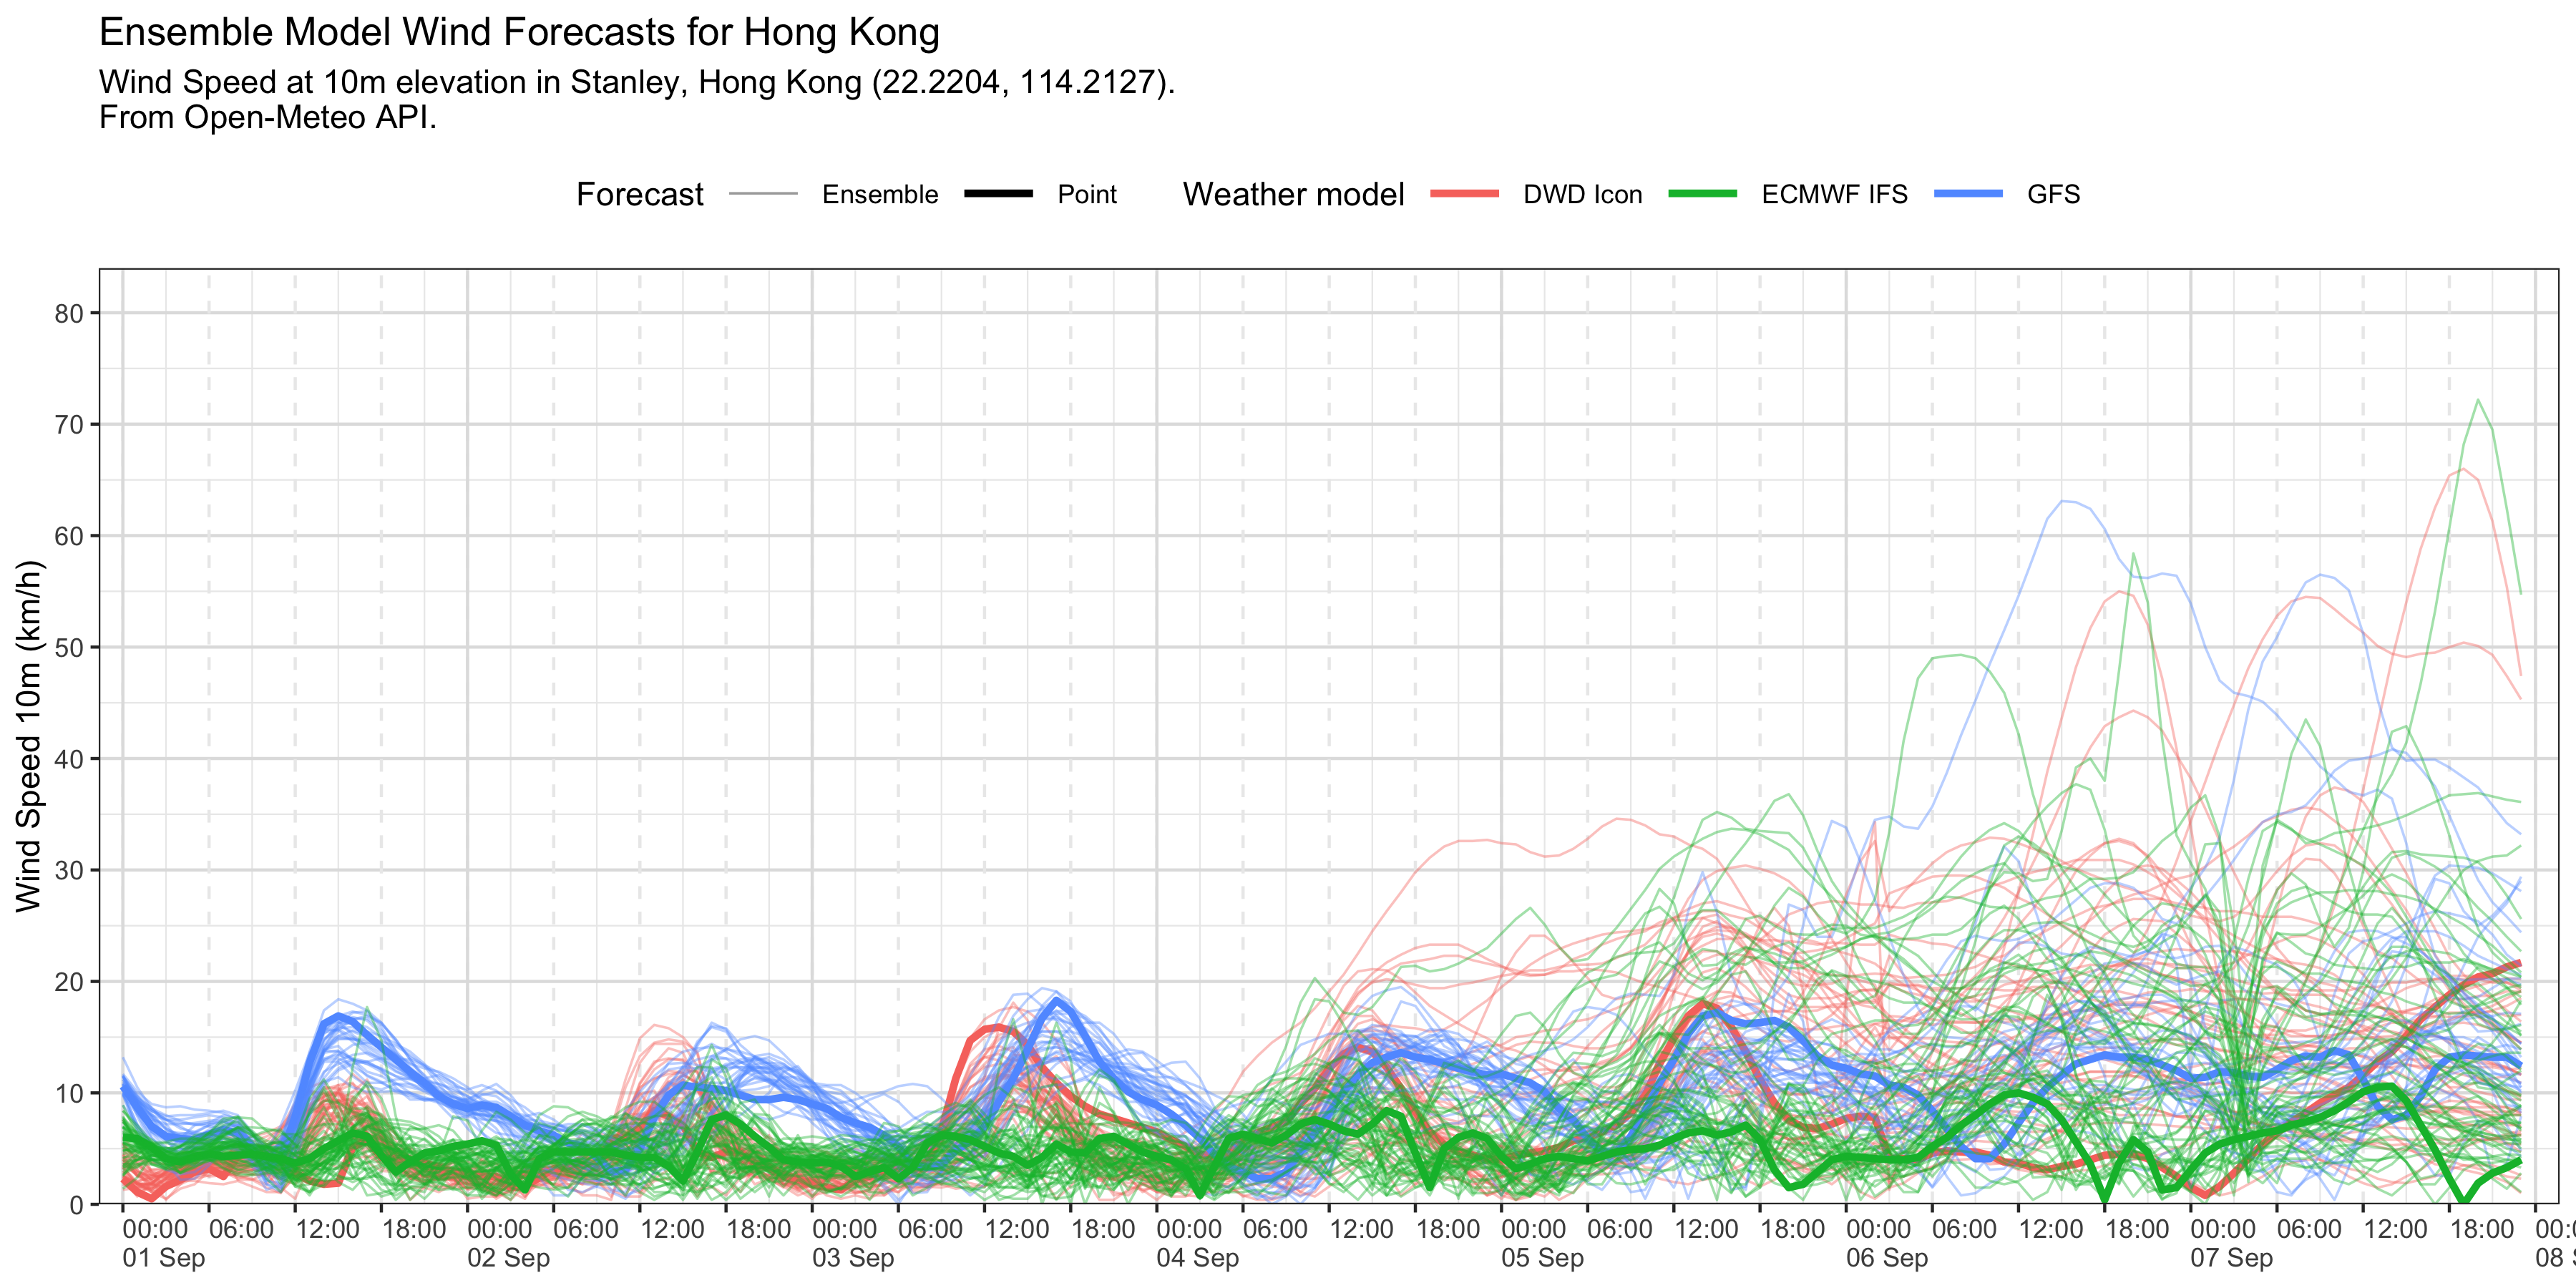 Ensemble Model Wind Forecasts for Hong Kong
Wind Speed at 10m elevation in Stanley, Hong Kong (22.2204, 114.2127).
From Open-Meteo API.
Forecast Ensemble Point Weather model DWD Icon ECMWF IFS GFS
Wind Speed 10m (km/h)
80
70
60
50
40
30
20
10
0
00:00 06:00 12:00 18:00 00:00 06:00 12:00 18:00 00:00 06:00 12:00 18:00 00:00 06:00 12:00 18:00 00:00 06:00 12:00 18:00 00:00 06:00 12:00 18:00 00:00 06:00 12:00 18:00
01 Sep 02 Sep 03 Sep 04 Sep 05 Sep 06 Sep 07 Sep 08